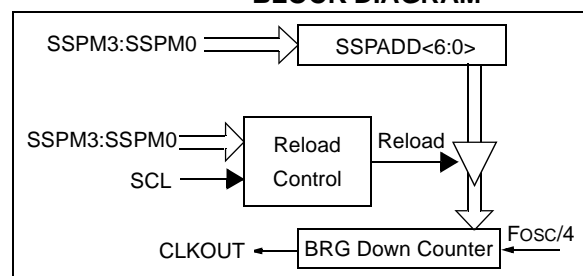 BLOCK DIAGRAM
SSPM3:SSPM0
SSPADD<6:0>
SSPM3:SSPM0
Reload
Control
Reload
SCL
CLKOUT
BRG Down Counter
FOSC/4